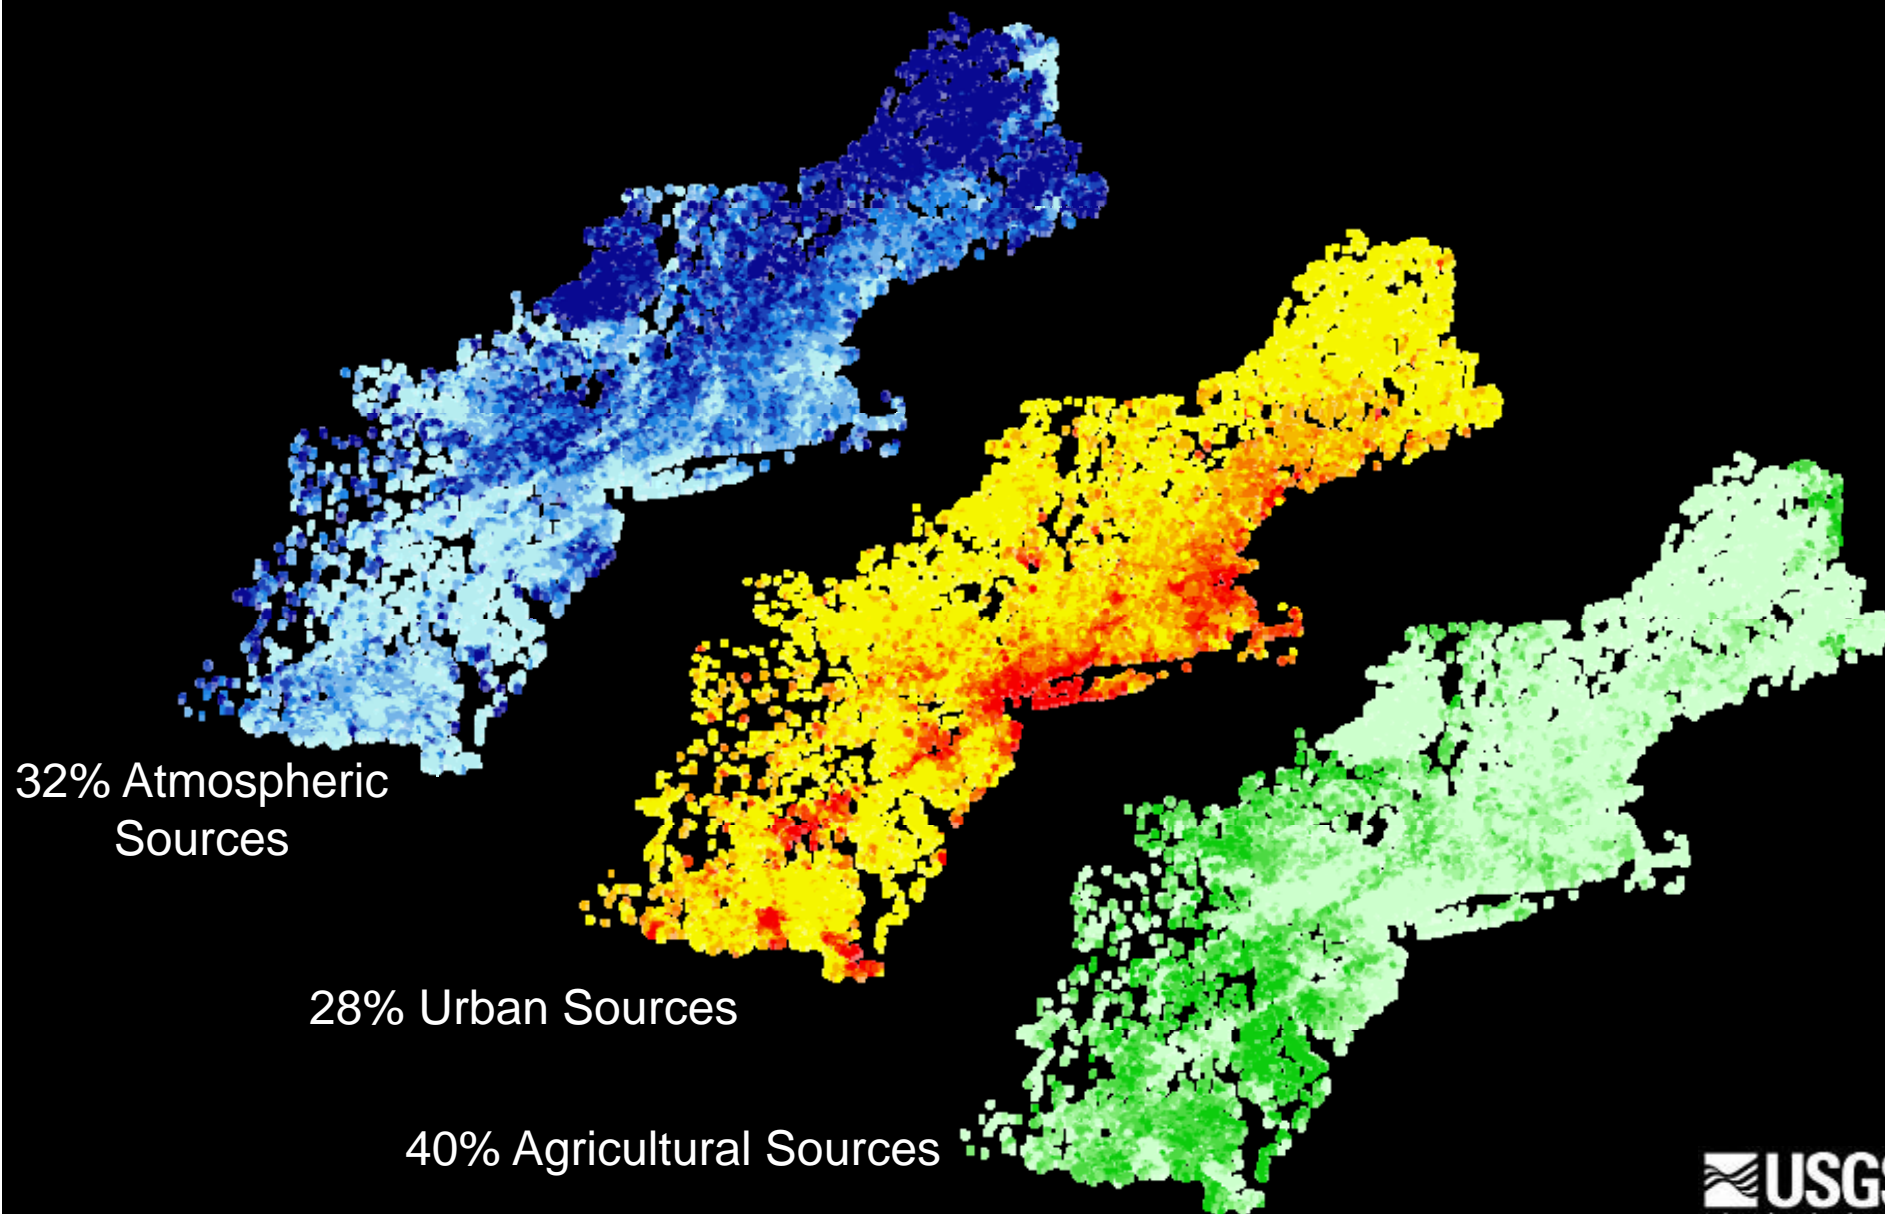 32% Atmospheric
Sources
28% Urban Sources
40% Agricultural Sources
USGS